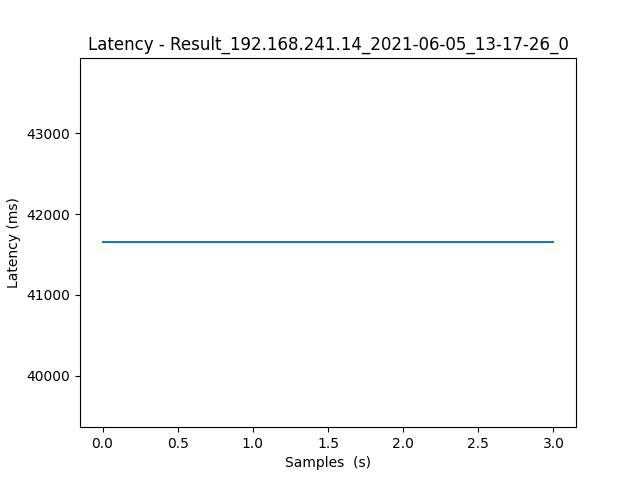 Latency - Result_192.168.241.14_2021-06-05_13-17-26_0
Latency (ms)
43000
42000
41000
40000
0.0 0.5 1.0 1.5 2.0 2.5 3.0
Samples  (s)